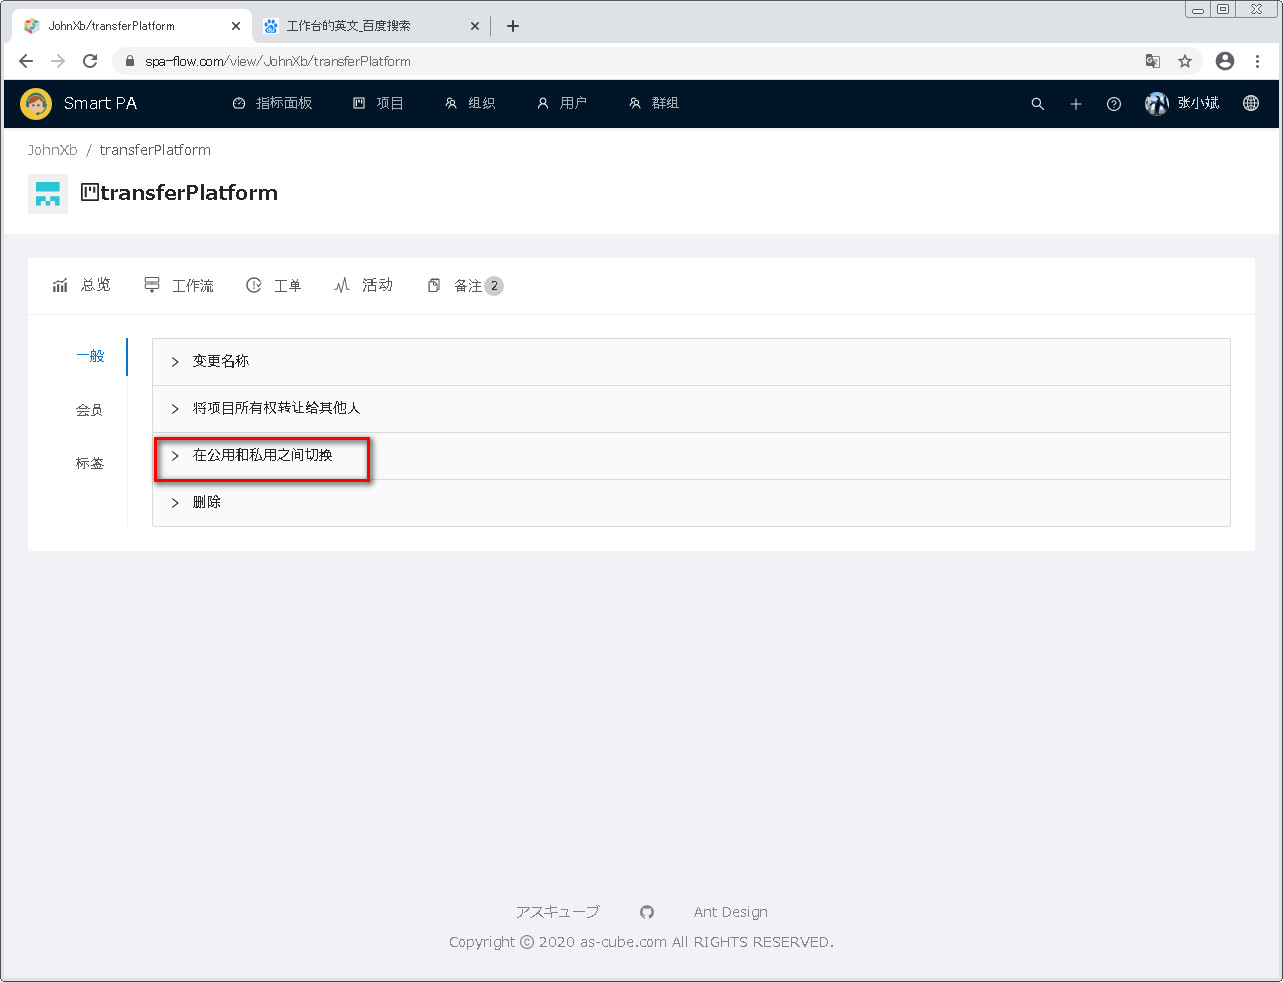 JohnXb/transferPlatform
工作台的英文_百度搜索
spa-flow.com/view/JohnXb/transferPlatform
Smart PA 指标面板 项目 组织 用户 群组 张小斌
JohnXb / transferPlatform
transferPlatform
总览 工作流 工单 活动 备注 2
一般
会员
标签
变更名称
将项目所有权转让给其他人
在公用和私用之间切换
删除
アスキューブ Ant Design
Copyright © 2020 as-cube.com All RIGHTS RESERVED.